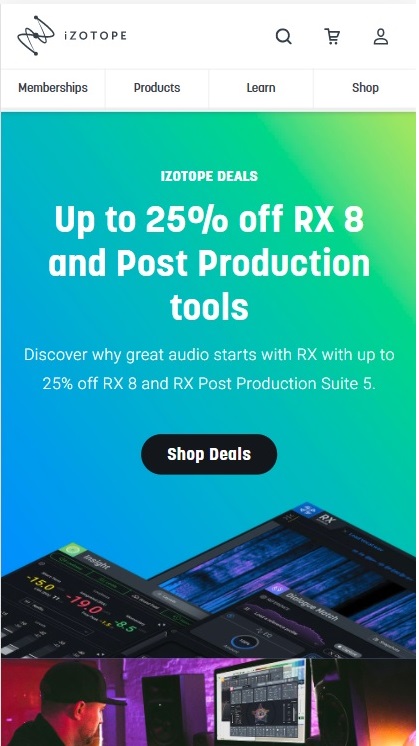 iZOTOPE
Memberships
Products
Learn
Shop
IZOTOPE DEALS
Up to 25% off RX 8
and Post Production
tools
Discover why great audio starts with RX with up to
25% off RX 8 and RX Post Production Suite 5.
Shop Deals
RX
Insight
-15.0
-79.0
8.5
Dialogue Match
EQ